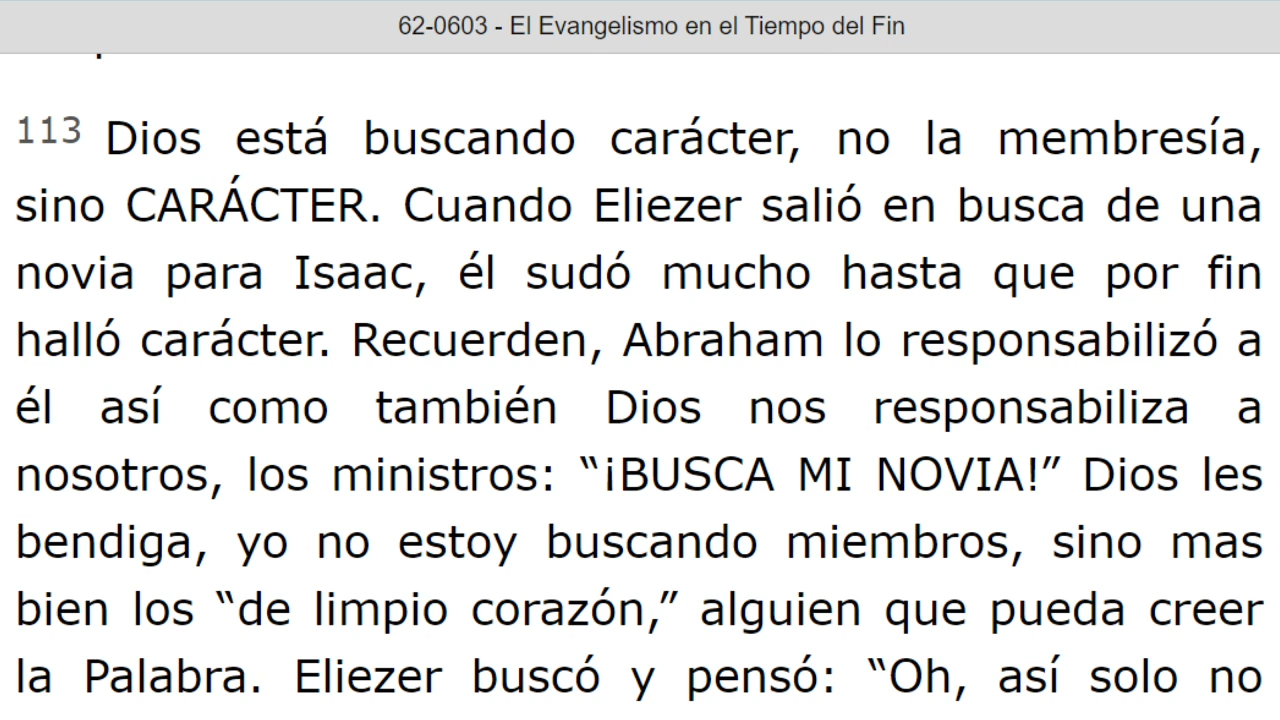 62-0603 - El Evangelismo en el Tiempo del Fin
113 Dios está buscando carácter, no la membresía,
sino CARÁCTER. Cuando Eliezer salió en busca de una
novia para Isaac, él sudó mucho hasta que por fin
halló carácter. Recuerden, Abraham lo responsabilizó a
él así como también Dios nos responsabiliza a
nosotros, los ministros: “¡BUSCA MI NOVIA!” Dios les
bendiga, yo no estoy buscando miembros, sino mas
bien los “de limpio corazón,” alguien que pueda creer
la Palabra. Eliezer buscó y pensó: “Oh, así solo no